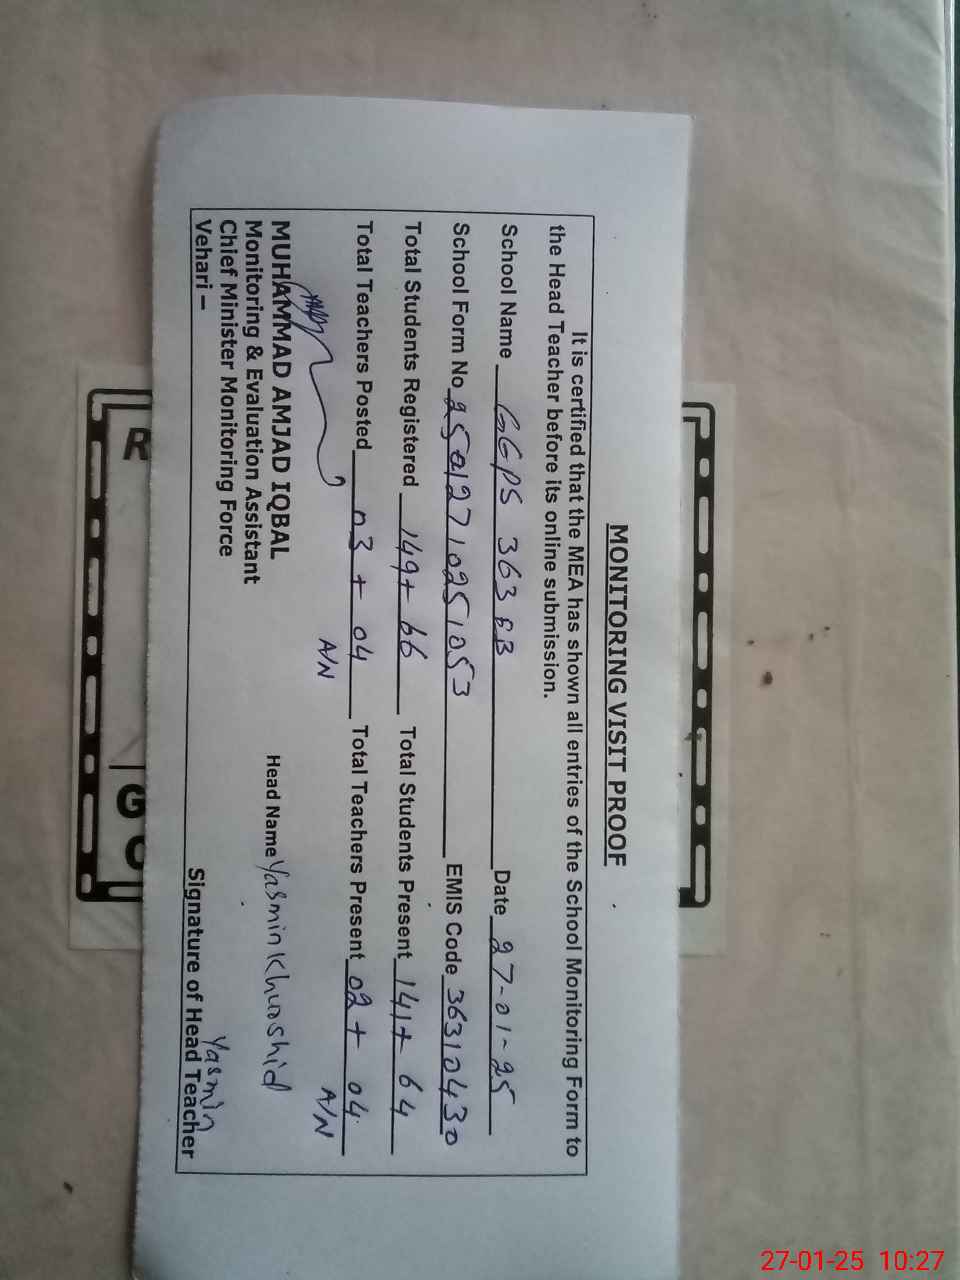 MONITORING VISIT PROOF
It is certified that the MEA has shown all entries of the School Monitoring Form to
the Head Teacher before its online submission.
School Name GGPS 363 EB Date 27-01-25
School Form No 25012710251053 EMIS Code 36310430
Total Students Registered 149+ 66 Total Students Present 141+ 64
Total Teachers Posted 03 + 04 Total Teachers Present 02 + 04
A/N A/N
MUHAMMAD AMJAD IQBAL
Monitoring & Evaluation Assistant Head Name Yasmin Khurshid
Chief Minister Monitoring Force
Vehari –
Yasmin
Signature of Head Teacher
R
G
27-01-25 10:27